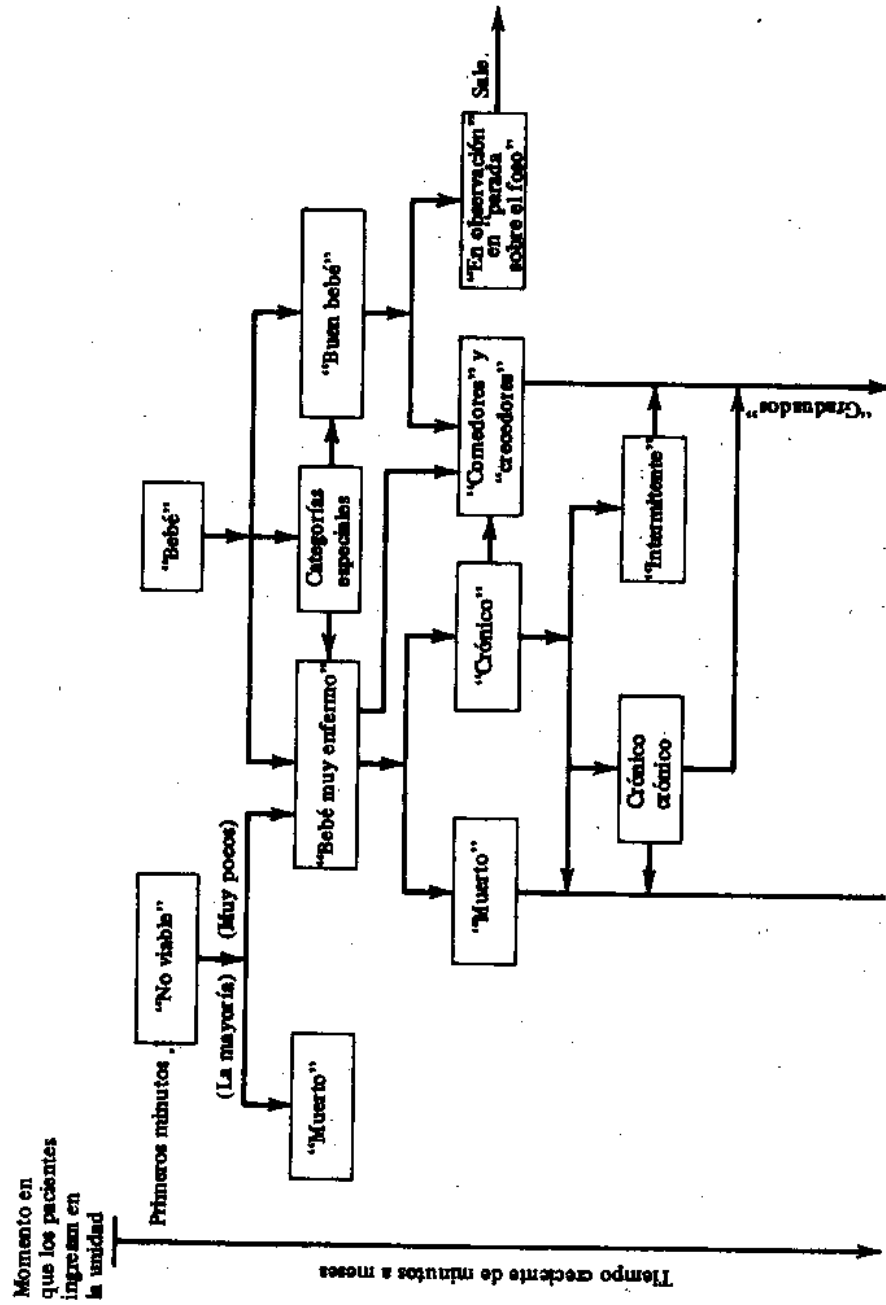 Momento en
que los pacientes
ingresan en
la unidad
Primeros minutos
"No viable"
"Bebé"
(La mayoría)
(Muy pocos)
"Muerto"
"Bebé muy enfermo"
Categorías
especiales
"Buen bebé"
"Muerto"
"Crónico"
"Comedores" y
"crecedores"
"En observación"
en "parada
sobre el foso"
Sale
Crónico
crónico
"Intermitente"
"Graduados"
Tiempo creciente de minutos a meses